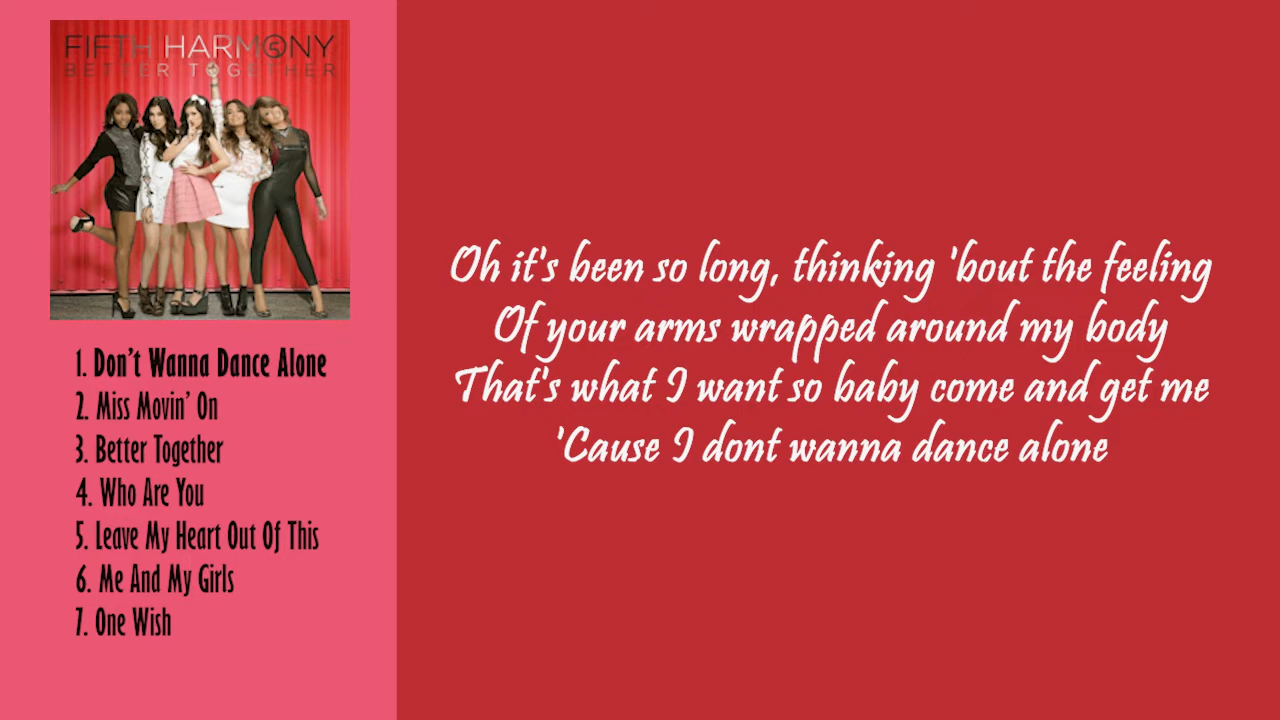 FIFTH HARMONY
BETTER TOGETHER
1. Don't Wanna Dance Alone
2. Miss Movin' On
3. Better Together
4. Who Are You
5. Leave My Heart Out Of This
6. Me And My Girls
7. One Wish
Oh it's been so long, thinking 'bout the feeling
Of your arms wrapped around my body
That's what I want so baby come and get me
'Cause I dont wanna dance alone